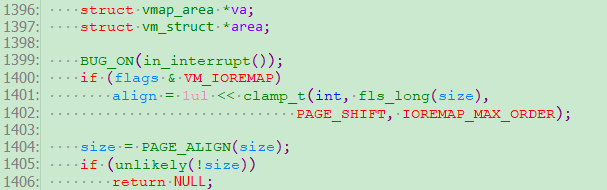 1396:    struct vmap_area *va;
1397:    struct vm_struct *area;
1398:
1399:    BUG_ON(in_interrupt());
1400:    if (flags & VM_IOREMAP)
1401:        align = 1ul << clamp_t(int, fls_long(size),
1402:                       PAGE_SHIFT, IOREMAP_MAX_ORDER);
1403:
1404:    size = PAGE_ALIGN(size);
1405:    if (unlikely(!size))
1406:        return NULL;